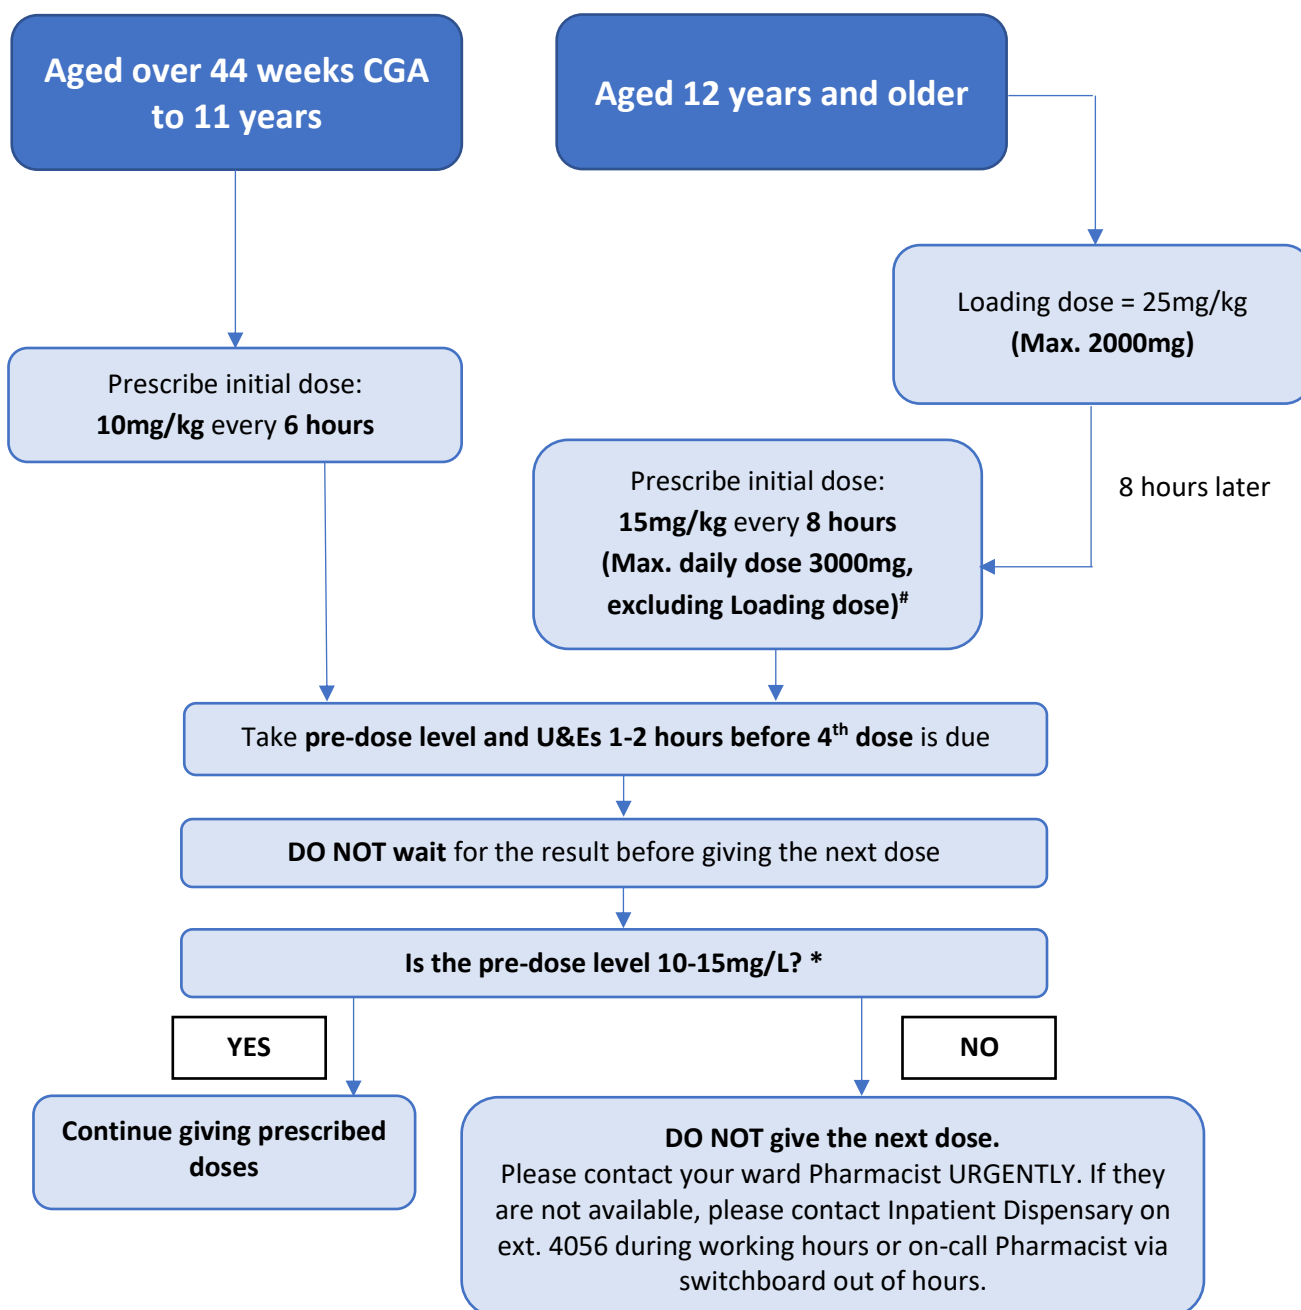 Aged over 44 weeks CGA
to 11 years
Aged 12 years and older
Loading dose = 25mg/kg
(Max. 2000mg)
Prescribe initial dose:
10mg/kg every 6 hours
8 hours later
Prescribe initial dose:
15mg/kg every 8 hours
(Max. daily dose 3000mg,
excluding Loading dose)#
Take pre-dose level and U&Es 1-2 hours before 4th dose is due
DO NOT wait for the result before giving the next dose
Is the pre-dose level 10-15mg/L? *
YES
NO
Continue giving prescribed
doses
DO NOT give the next dose.
Please contact your ward Pharmacist URGENTLY. If they
are not available, please contact Inpatient Dispensary on
ext. 4056 during working hours or on-call Pharmacist via
switchboard out of hours.